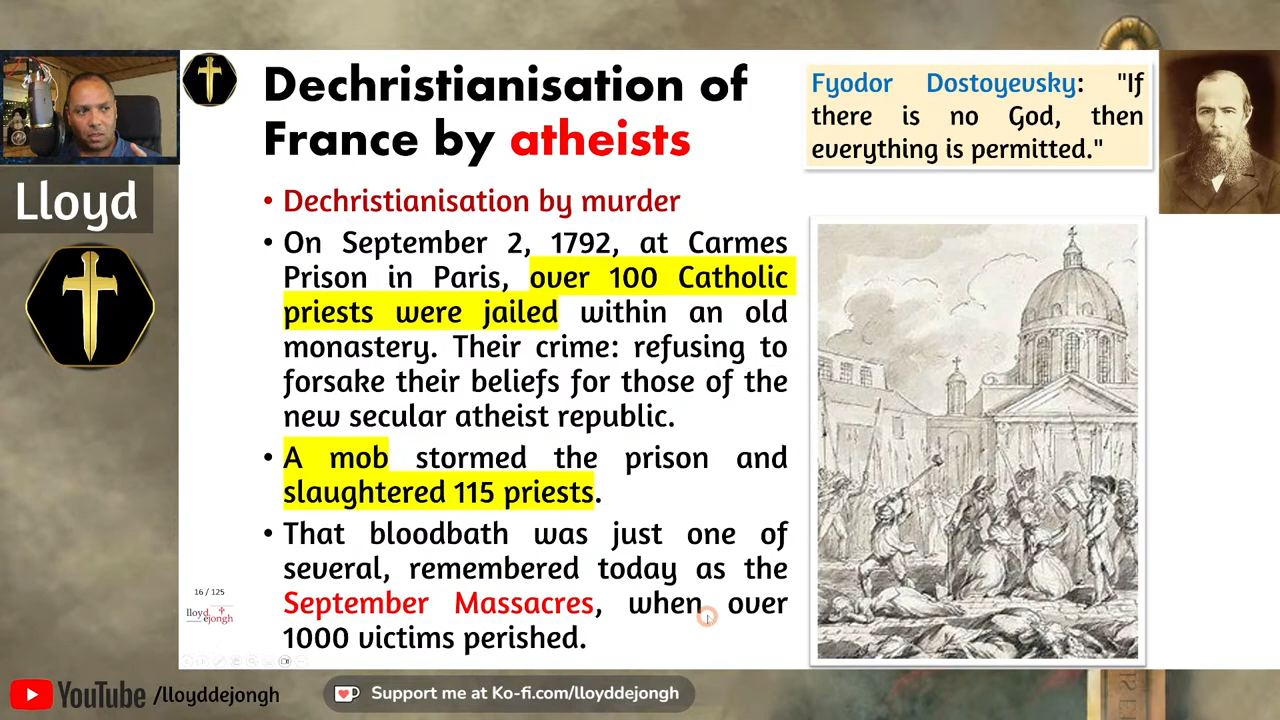 Dechristianisation of
France by atheists
Fyodor Dostoyevsky: "If
there is no God, then
everything is permitted."
Lloyd
• Dechristianisation by murder
• On September 2, 1792, at Carmes
Prison in Paris, over 100 Catholic
priests were jailed within an old
monastery. Their crime: refusing to
forsake their beliefs for those of the
new secular atheist republic.
• A mob stormed the prison and
slaughtered 115 priests.
• That bloodbath was just one of
several, remembered today as the
September Massacres, when over
1000 victims perished.
16 / 125
lloyd
dejongh
YouTube /lloyddejongh
Support me at Ko-fi.com/lloyddejongh